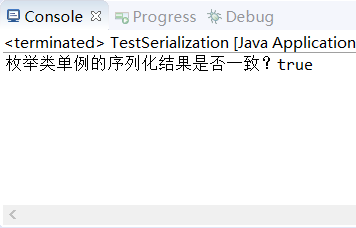 Console Progress Debug
<terminated> TestSerialization [Java Application
枚举类单例的序列化结果是否一致？true